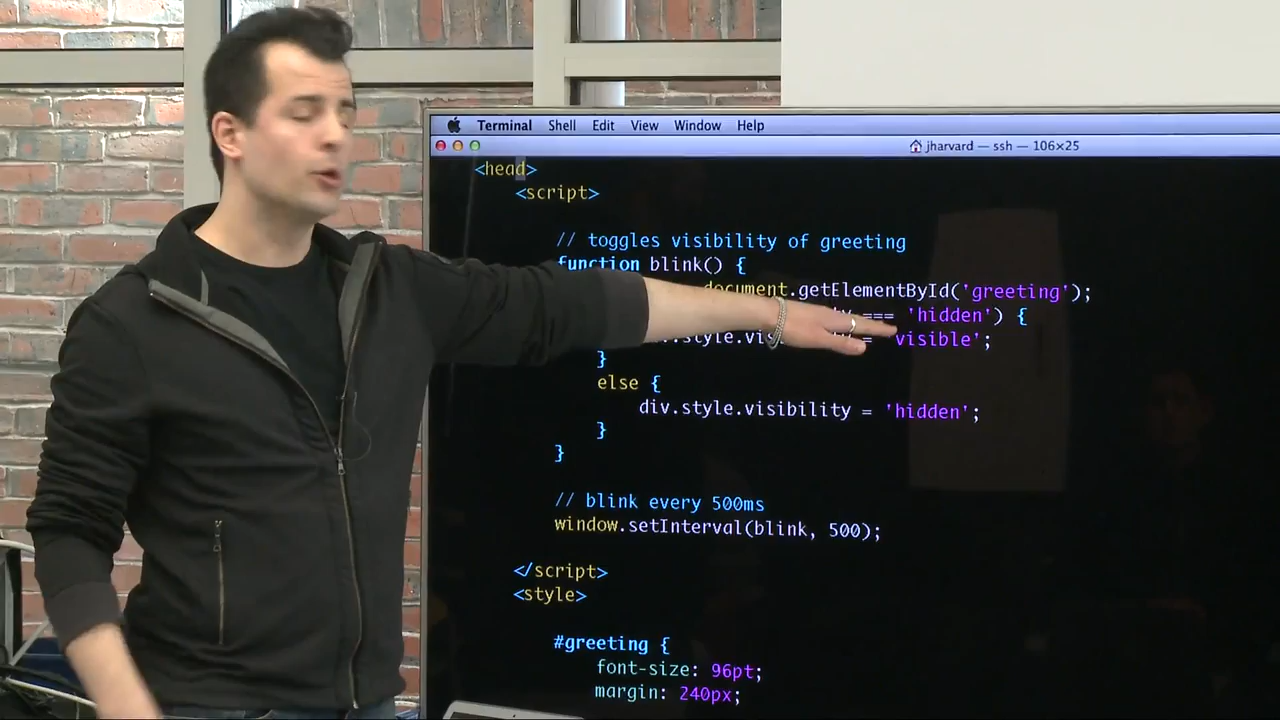 Terminal Shell Edit View Window Help
jharvard — ssh — 106×25
<head>
<script>
// toggles visibility of greeting
function blink() {
document.getElementById('greeting');
=== 'hidden') {
.style.vis = 'visible';
}
else {
div.style.visibility = 'hidden';
}
}
// blink every 500ms
window.setInterval(blink, 500);
</script>
<style>
#greeting {
font-size: 96pt;
margin: 240px;